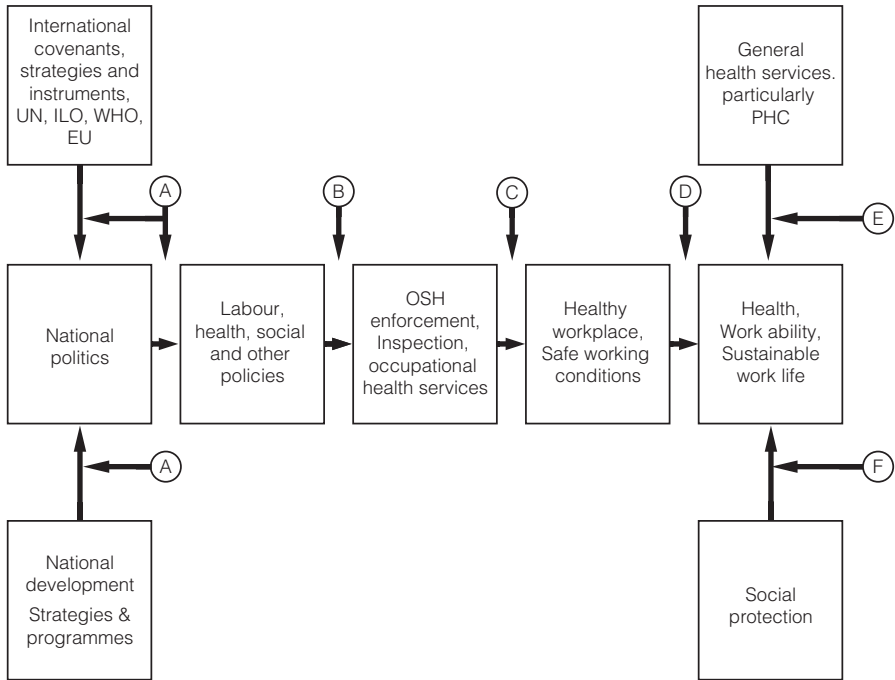 International
covenants,
strategies and
instruments,
UN, ILO, WHO,
EU
General
health services.
particularly
PHC
A
B
C
D
E
National
politics
Labour,
health, social
and other
policies
OSH
enforcement,
Inspection,
occupational
health services
Healthy
workplace,
Safe working
conditions
Health,
Work ability,
Sustainable
work life
A
F
National
development
Strategies &
programmes
Social
protection